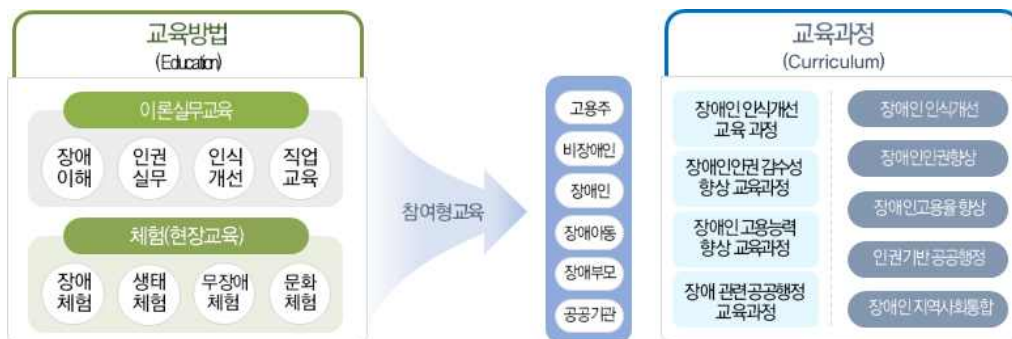 교육방법
(Education)
이론실무교육
장애
이해
인권
실무
인식
개선
직업
교육
체험(현장교육)
장애
체험
생태
체험
무장애
체험
문화
체험
참여형교육
고용주
비장애인
장애인
장애아동
장애부모
공공기관
교육과정
(Curriculum)
장애인 인식개선
교육 과정
장애인인권 감수성
향상 교육과정
장애인 고용능력
향상 교육과정
장애 관련공공행정
교육과정
장애인 인식개선
장애인인권향상
장애인고용율 향상
인권기반 공공행정
장애인 지역사회통합